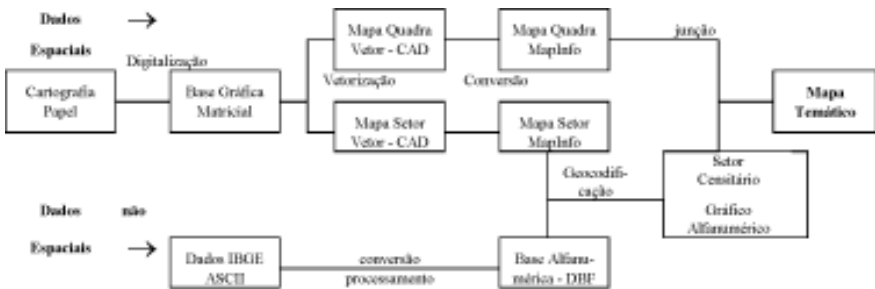 Dados
Espaciais
Digitalização
Cartografia
Papel
Base Gráfica
Matricial
Vetorização
Mapa Quadra
Vetor - CAD
Mapa Setor
Vetor - CAD
Conversão
Mapa Quadra
MapInfo
Mapa Setor
MapInfo
junção
Mapa
Temático
Geocodifi-
cação
Setor
Censitário
Gráfico
Alfanumérico
Dados não
Espaciais
Dados IBGE
ASCII
conversão
processamento
Base Alfanu-
mérica - DBF